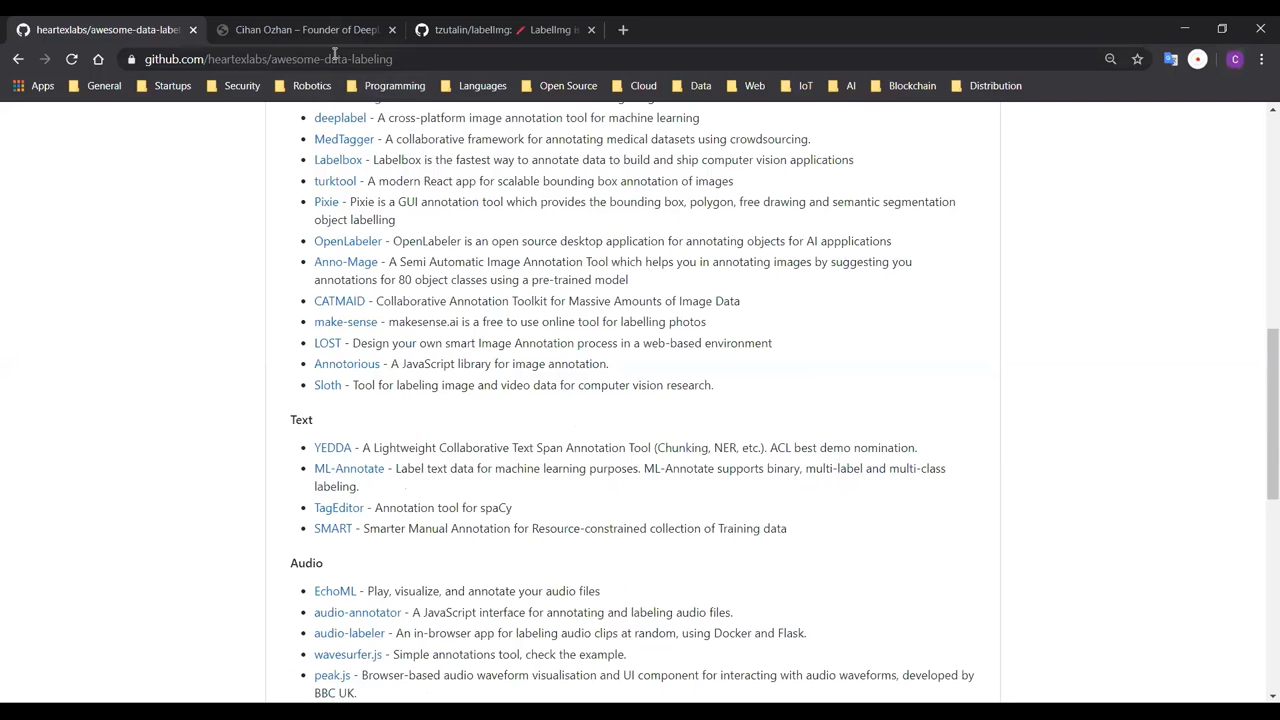 heartexlabs/awesome-data-label
Cihan Ozhan – Founder of DeepL
tzutalin/labelImg: LabelImg is
github.com/heartexlabs/awesome-data-labeling
C
Apps General Startups Security Robotics Programming Languages Open Source Cloud Data Web IoT AI Blockchain Distribution
deeplabel - A cross-platform image annotation tool for machine learning
MedTagger - A collaborative framework for annotating medical datasets using crowdsourcing.
Labelbox - Labelbox is the fastest way to annotate data to build and ship computer vision applications
turktool - A modern React app for scalable bounding box annotation of images
Pixie - Pixie is a GUI annotation tool which provides the bounding box, polygon, free drawing and semantic segmentation
object labelling
OpenLabeler - OpenLabeler is an open source desktop application for annotating objects for AI appplications
Anno-Mage - A Semi Automatic Image Annotation Tool which helps you in annotating images by suggesting you
annotations for 80 object classes using a pre-trained model
CATMAID - Collaborative Annotation Toolkit for Massive Amounts of Image Data
make-sense - makesense.ai is a free to use online tool for labelling photos
LOST - Design your own smart Image Annotation process in a web-based environment
Annotorious - A JavaScript library for image annotation.
Sloth - Tool for labeling image and video data for computer vision research.
Text
YEDDA - A Lightweight Collaborative Text Span Annotation Tool (Chunking, NER, etc.). ACL best demo nomination.
ML-Annotate - Label text data for machine learning purposes. ML-Annotate supports binary, multi-label and multi-class
labeling.
TagEditor - Annotation tool for spaCy
SMART - Smarter Manual Annotation for Resource-constrained collection of Training data
Audio
EchoML - Play, visualize, and annotate your audio files
audio-annotator - A JavaScript interface for annotating and labeling audio files.
audio-labeler - An in-browser app for labeling audio clips at random, using Docker and Flask.
wavesurfer.js - Simple annotations tool, check the example.
peak.js - Browser-based audio waveform visualisation and UI component for interacting with audio waveforms, developed by
BBC UK.